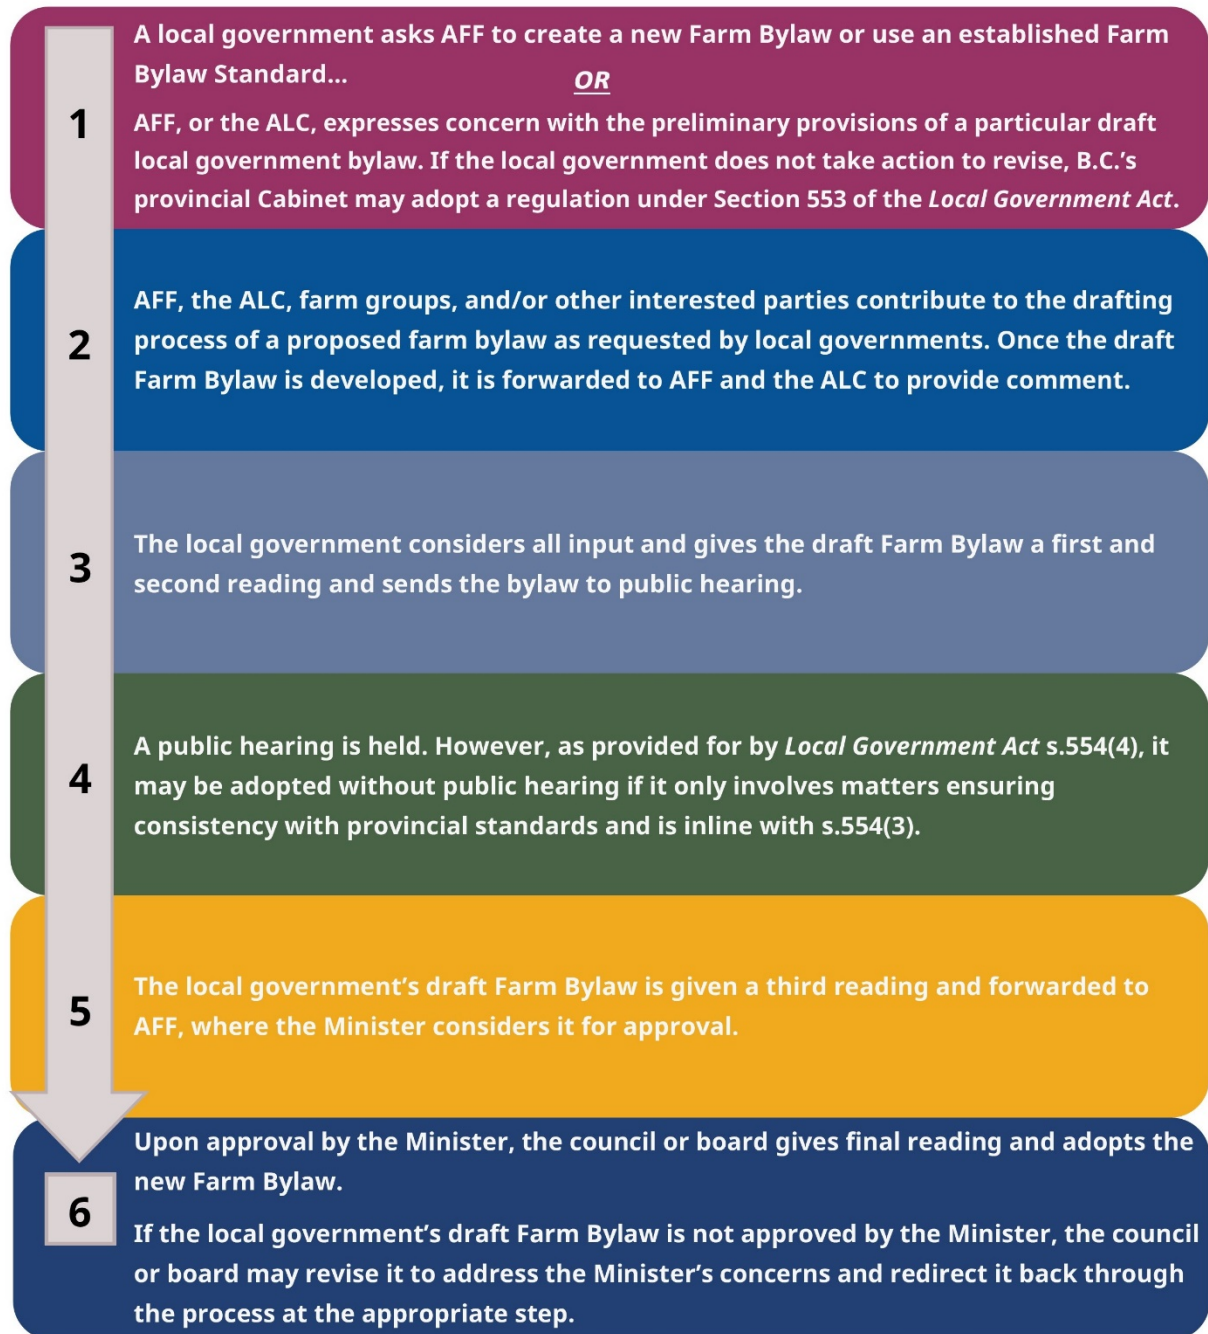 1
A local government asks AFF to create a new Farm Bylaw or use an established Farm
Bylaw Standard...
OR
AFF, or the ALC, expresses concern with the preliminary provisions of a particular draft
local government bylaw. If the local government does not take action to revise, B.C.’s
provincial Cabinet may adopt a regulation under Section 553 of the Local Government Act.
2
AFF, the ALC, farm groups, and/or other interested parties contribute to the drafting
process of a proposed farm bylaw as requested by local governments. Once the draft
Farm Bylaw is developed, it is forwarded to AFF and the ALC to provide comment.
3
The local government considers all input and gives the draft Farm Bylaw a first and
second reading and sends the bylaw to public hearing.
4
A public hearing is held. However, as provided for by Local Government Act s.554(4), it
may be adopted without public hearing if it only involves matters ensuring
consistency with provincial standards and is inline with s.554(3).
5
The local government’s draft Farm Bylaw is given a third reading and forwarded to
AFF, where the Minister considers it for approval.
6
Upon approval by the Minister, the council or board gives final reading and adopts the
new Farm Bylaw.
If the local government’s draft Farm Bylaw is not approved by the Minister, the council
or board may revise it to address the Minister’s concerns and redirect it back through
the process at the appropriate step.